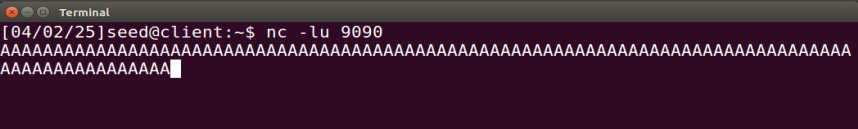 Terminal
[04/02/25]seed@client:~$ nc -lu 9090
AAAAAAAAAAAAAAAAAAAAAAAAAAAAAAAAAAAAAAAAAAAAAAAAAAAAAAAAAAAAAAAAAAAAAAAAAAAAAAAA
AAAAAAAAAAAAAAAA